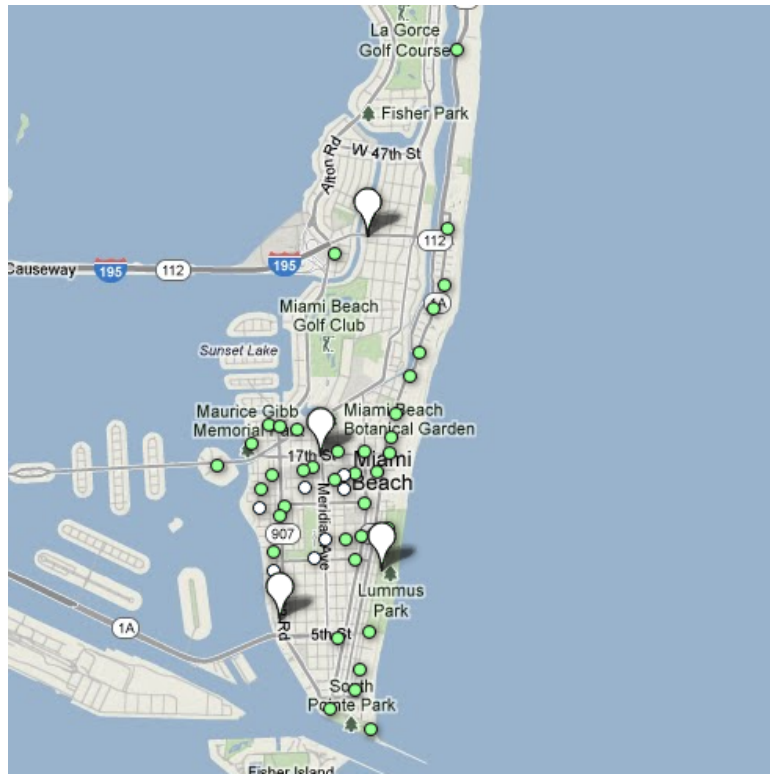 La Gorce
Golf Course
Fisher Park
W 47th St
Alton Rd
112
Causeway
195
112
195
1A
Miami Beach
Golf Club
Sunset Lake
Maurice Gibb
Memorial
Miami Beach
Botanical Garden
17th St
Miami
Beach
Meridian Ave
907
Lummus
Park
1A
Rd
5th St
South
Pointe Park
Fisher Island